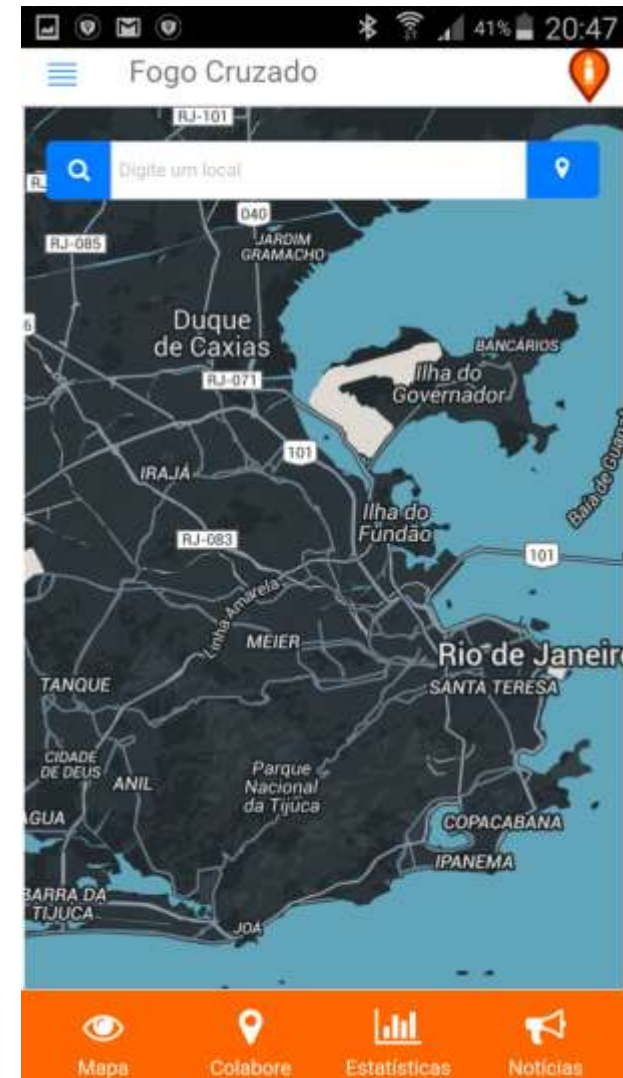 41% 20:47
Fogo Cruzado
RJ-101
Digite um local
040
RJ-085
JARDIM
GRAMACHO
Duque
de Caxias
BANCÁRIOS
RJ-071
Ilha do
Governador
101
IRAJÁ
Ilha do
Fundão
RJ-083
101
Linha Amarela
MEIER
Rio de Janeir
TANQUE
SANTA TERESA
CIDADE
DE DEUS
ANIL
Parque
Nacional
da Tijuca
AGUA
COPACABANA
IPANEMA
BARRA DA
TIJUCA
JOÁ
Mapa Colabore Estatísticas Notícias